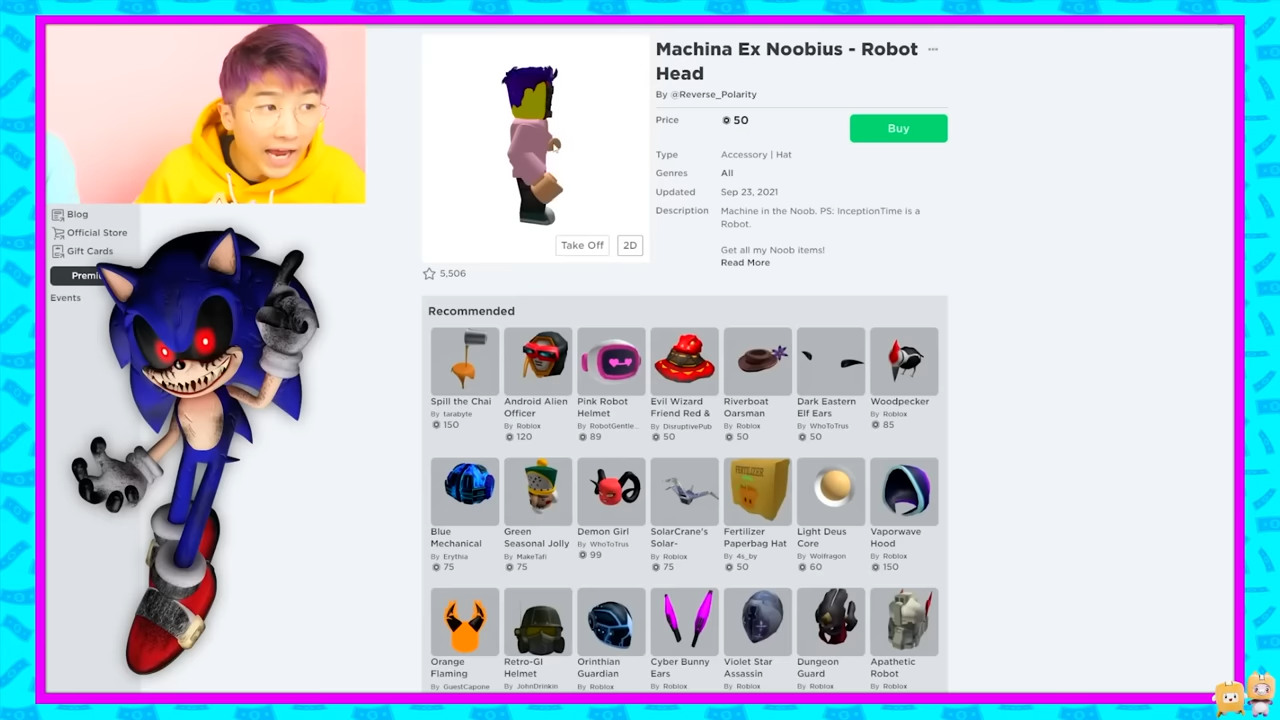 Machina Ex Noobius - Robot
Head
By @Reverse_Polarity
Price 50
Buy
Type Accessory | Hat
Genres All
Updated Sep 23, 2021
Description Machine in the Noob. PS: InceptionTime is a
Robot.
Get all my Noob items!
Read More
Take Off 2D
5,506
Blog
Official Store
Gift Cards
Premi
Events
Recommended
Spill the Chai
By tarabyte
150
Android Alien
Officer
By Roblox
120
Pink Robot
Helmet
By RobotGentle...
89
Evil Wizard
Friend Red &
By DisruptivePub
50
Riverboat
Oarsman
By Roblox
50
Dark Eastern
Elf Ears
By WhoToTrus
50
Woodpecker
By Roblox
85
Blue
Mechanical
By Erythia
75
Green
Seasonal Jolly
By MakeTafi
75
Demon Girl
By WhoToTrus
99
SolarCrane's
Solar-
By Roblox
75
FERTILIZER
Fertilizer
Paperbag Hat
By 4s_by
50
Light Deus
Core
By Wolfragon
60
Vaporwave
Hood
By Roblox
150
Orange
Flaming
By GuestCapone
Retro-GI
Helmet
By JohnDrinkin
Orinthian
Guardian
By Roblox
Cyber Bunny
Ears
By Roblox
Violet Star
Assassin
By Roblox
Dungeon
Guard
By Roblox
Apathetic
Robot
By Roblox